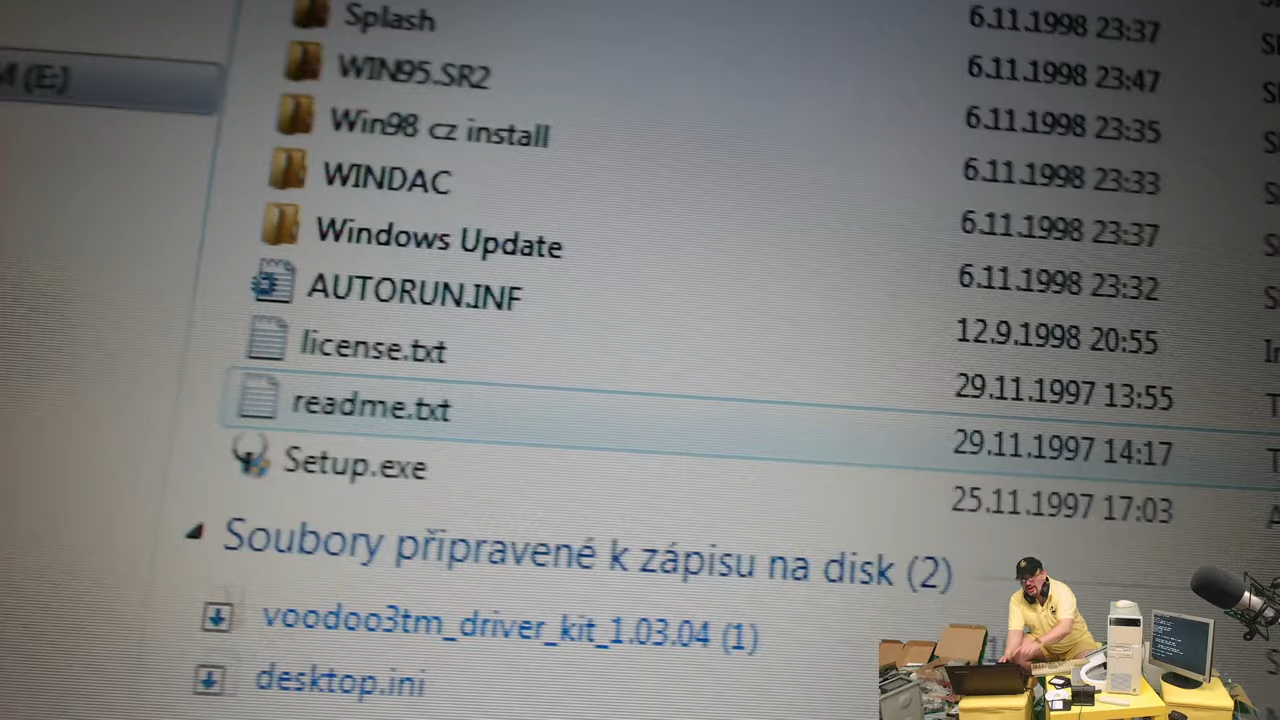 Splash 6.11.1998 23:37
(E:) WIN95.SR2 6.11.1998 23:47
Win98 cz install 6.11.1998 23:35
WINDAC 6.11.1998 23:33
Windows Update 6.11.1998 23:37
AUTORUN.INF 6.11.1998 23:32
license.txt 12.9.1998 20:55
readme.txt 29.11.1997 13:55
Setup.exe 29.11.1997 14:17
25.11.1997 17:03
Soubory připravené k zápisu na disk (2)
voodoo3tm_driver_kit_1.03.04 (1)
desktop.ini